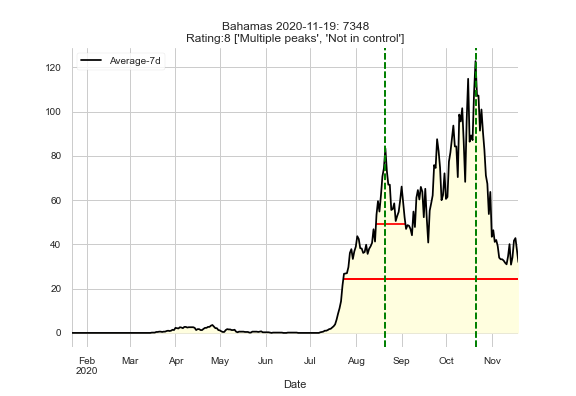 Bahamas 2020-11-19: 7348
Rating:8 ['Multiple peaks', 'Not in control']
Average-7d
120
100
80
60
40
20
0
Feb Mar Apr May Jun Jul Aug Sep Oct Nov
2020
Date